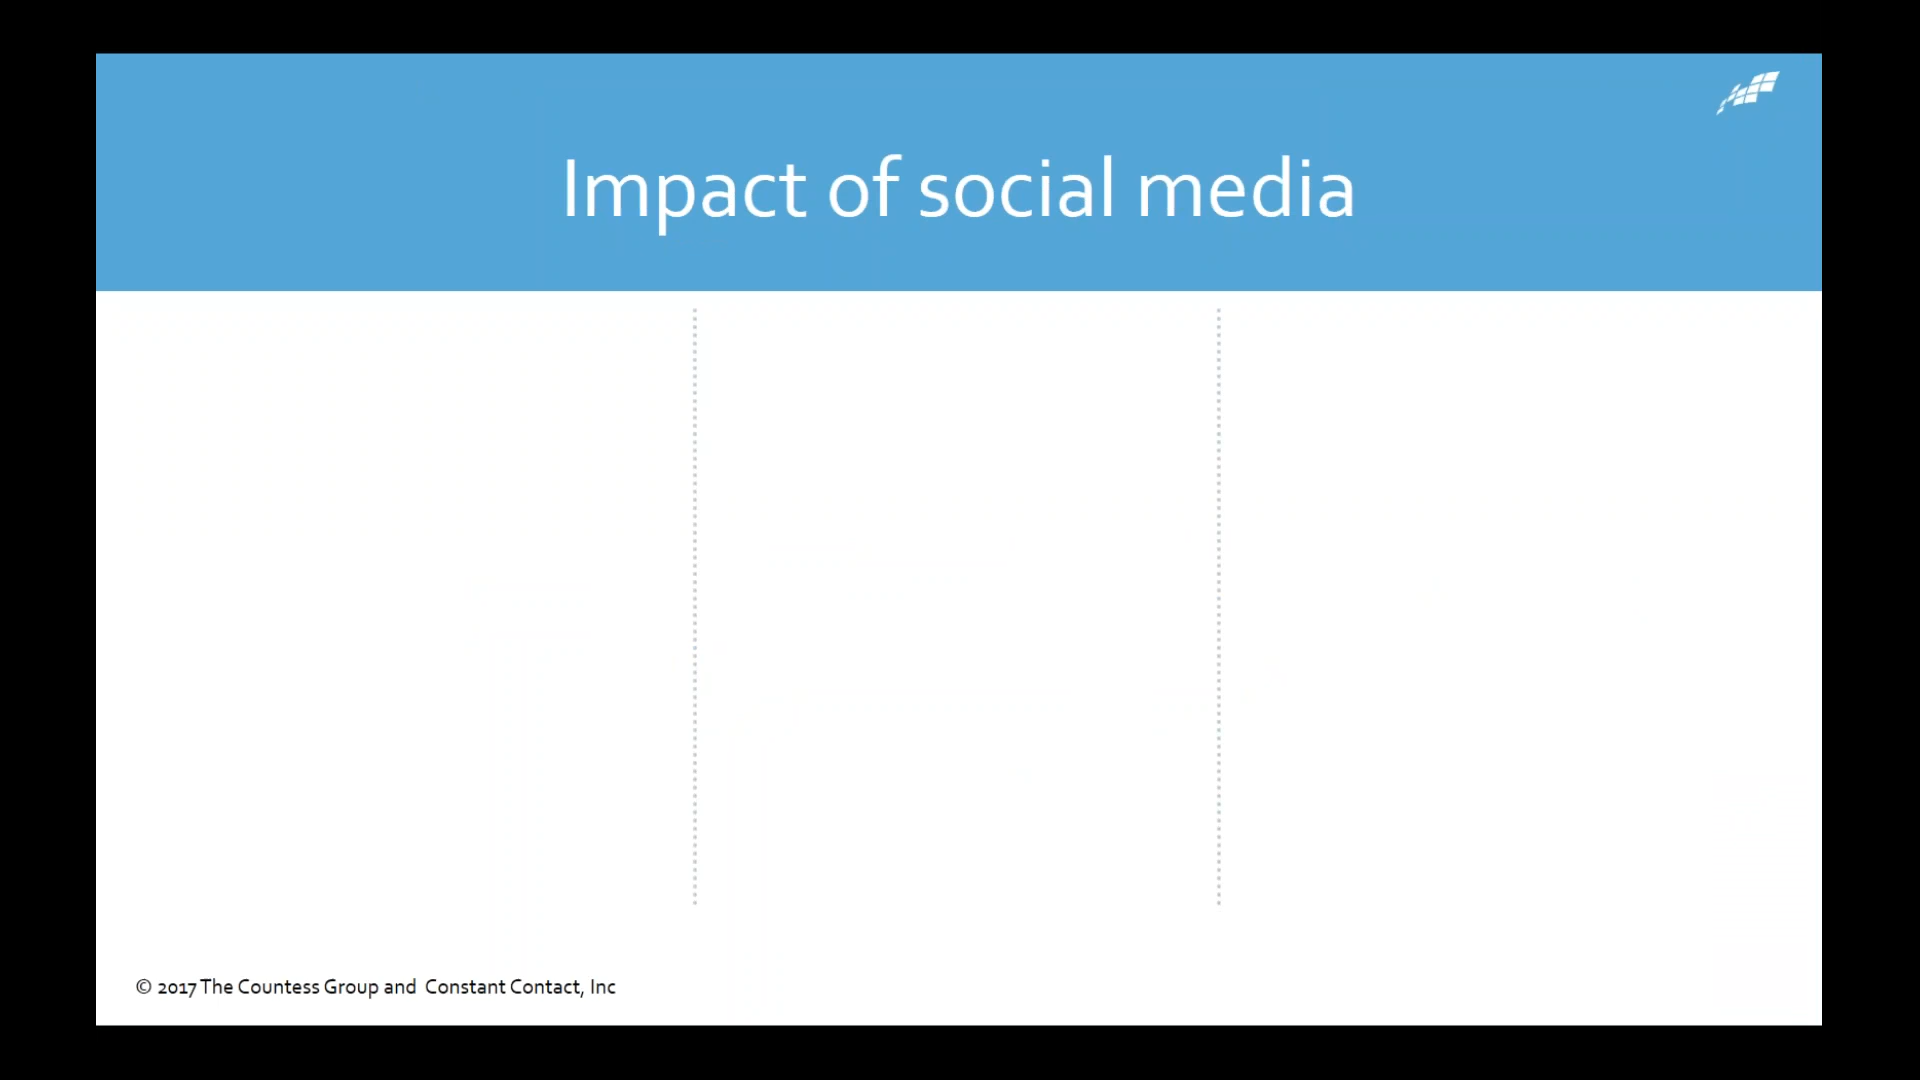 Impact of social media
© 2017 The Countess Group and Constant Contact, Inc